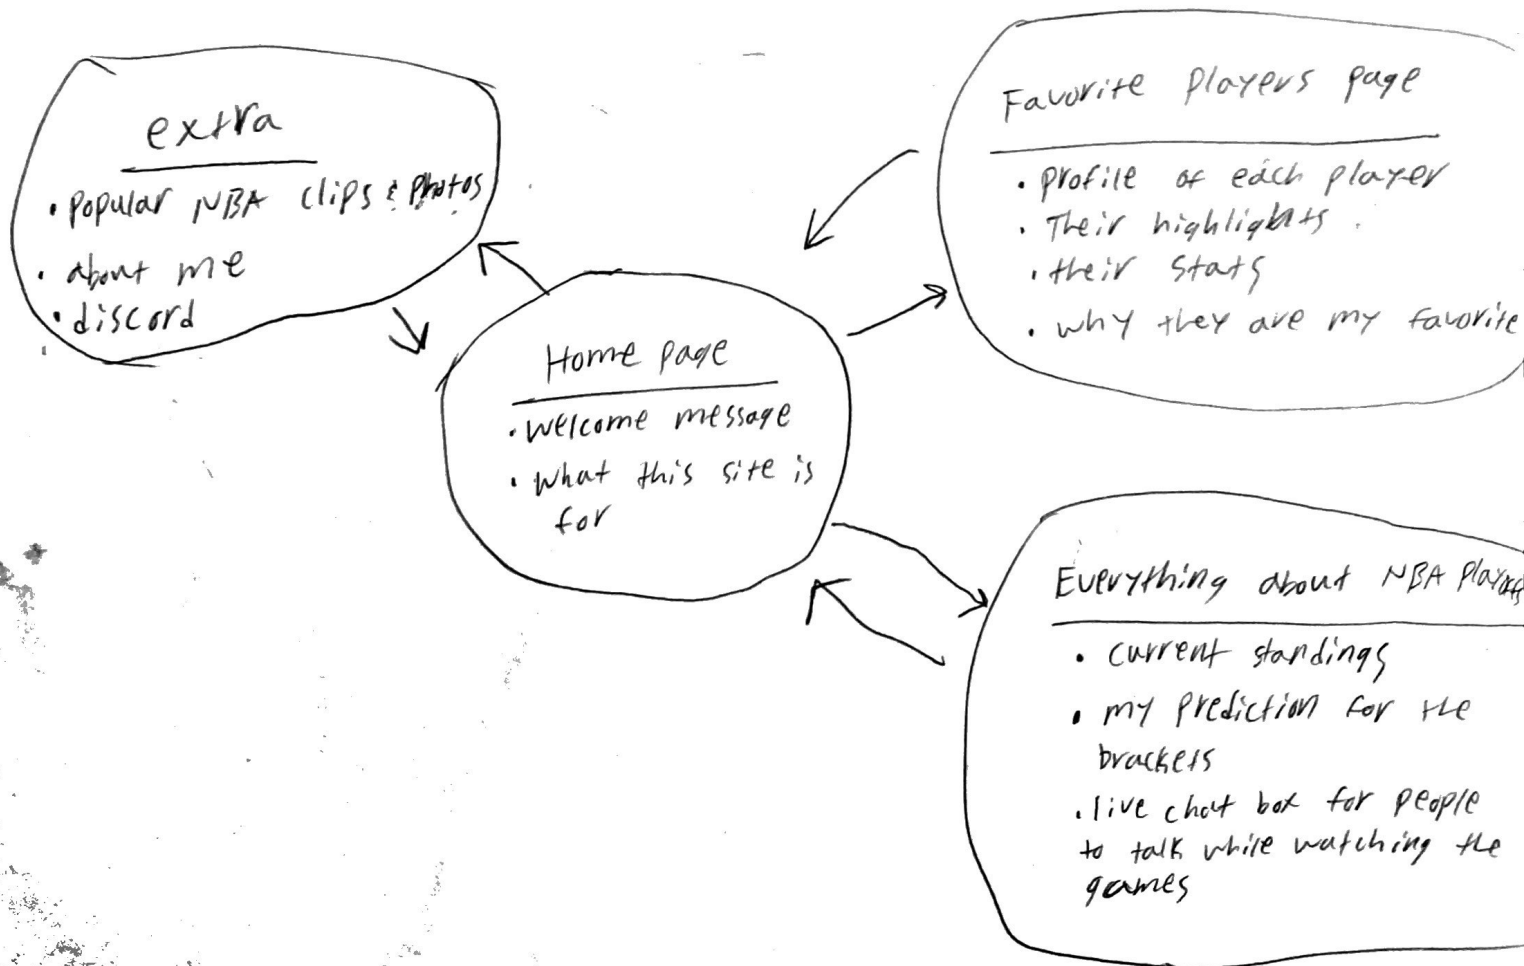 extra
• Popular NBA clips & Photos
• about me
• discord
Home page
• Welcome message
• What this site is
for
Favorite Players page
• Profile of each player
• Their highlights
• their stats
• why they are my favorite
Everything about NBA Playoffs
• current standings
• my prediction for the
brackets
• live chat box for people
to talk while watching the
games